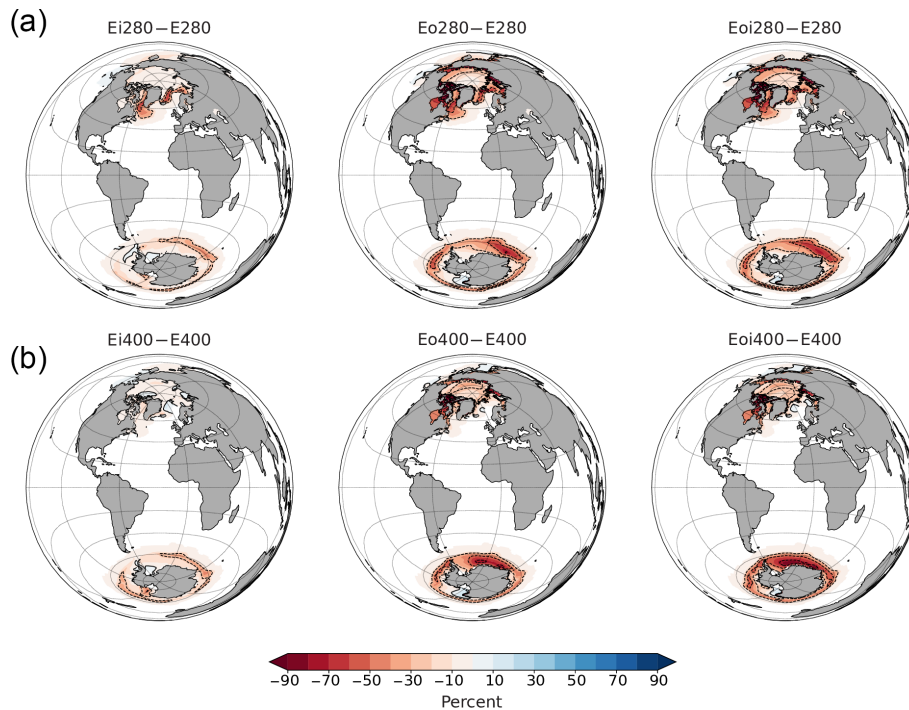 (a)
Ei280−E280 Eo280−E280 Eoi280−E280
(b)
Ei400−E400 Eo400−E400 Eoi400−E400
−90 −70 −50 −30 −10 10 30 50 70 90
Percent